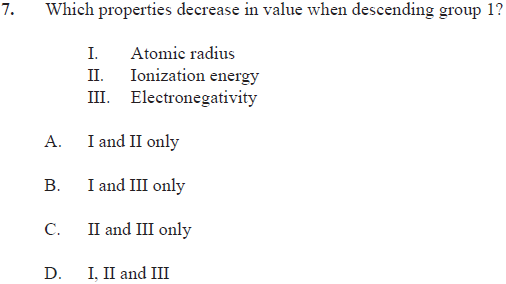 7. Which properties decrease in value when descending group 1?
I. Atomic radius
II. Ionization energy
III. Electronegativity
A. I and II only
B. I and III only
C. II and III only
D. I, II and III